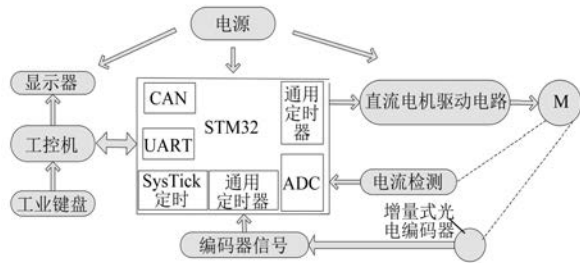 电源
显示器
CAN
通用
定时
器
直流电机驱动电路
M
STM32
工控机
UART
SysTick
定时
通用
定时器
ADC
电流检测
工业键盘
增量式光
电编码器
编码器信号